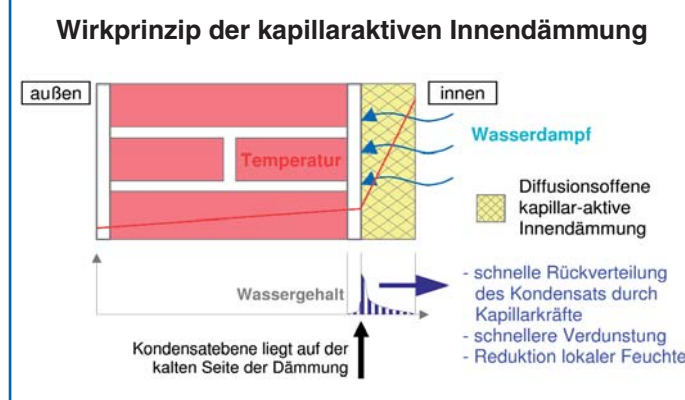 Wirkprinzip der kapillaraktiven Innendämmung
außen
innen
Temperatur
Wasserdampf
Diffusionsoffene
kapillar-aktive
Innendämmung
Wassergehalt
- schnelle Rückverteilung
des Kondensats durch
Kapillarkräfte
- schnellere Verdunstung
- Reduktion lokaler Feuchte
Kondensatebene liegt auf der
kalten Seite der Dämmung